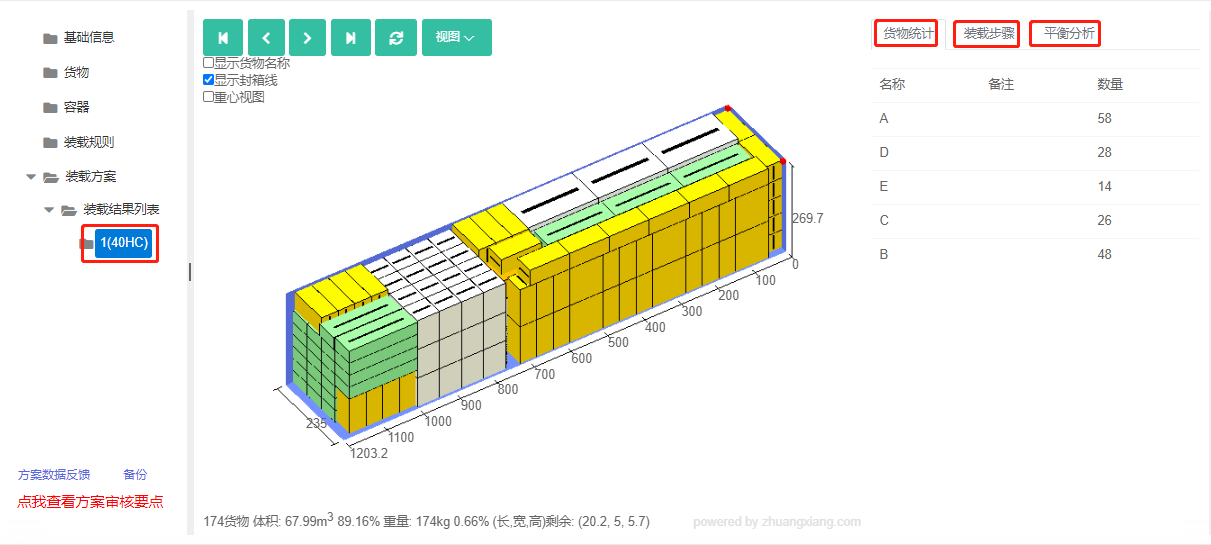 基础信息
货物
容器
装载规则
装载方案
装载结果列表
1(40HC)
方案数据反馈 备份
点我查看方案审核要点
视图
显示货物名称
显示封箱线
重心视图
269.7
0
100
200
300
400
500
600
700
800
900
1000
1100
1203.2
235
174货物 体积: 67.99m3 89.16% 重量: 174kg 0.66% (长,宽,高)剩余: (20.2, 5, 5.7)
powered by zhuangxiang.com
货物统计 装载步骤 平衡分析
名称 备注 数量
A 58
D 28
E 14
C 26
B 48